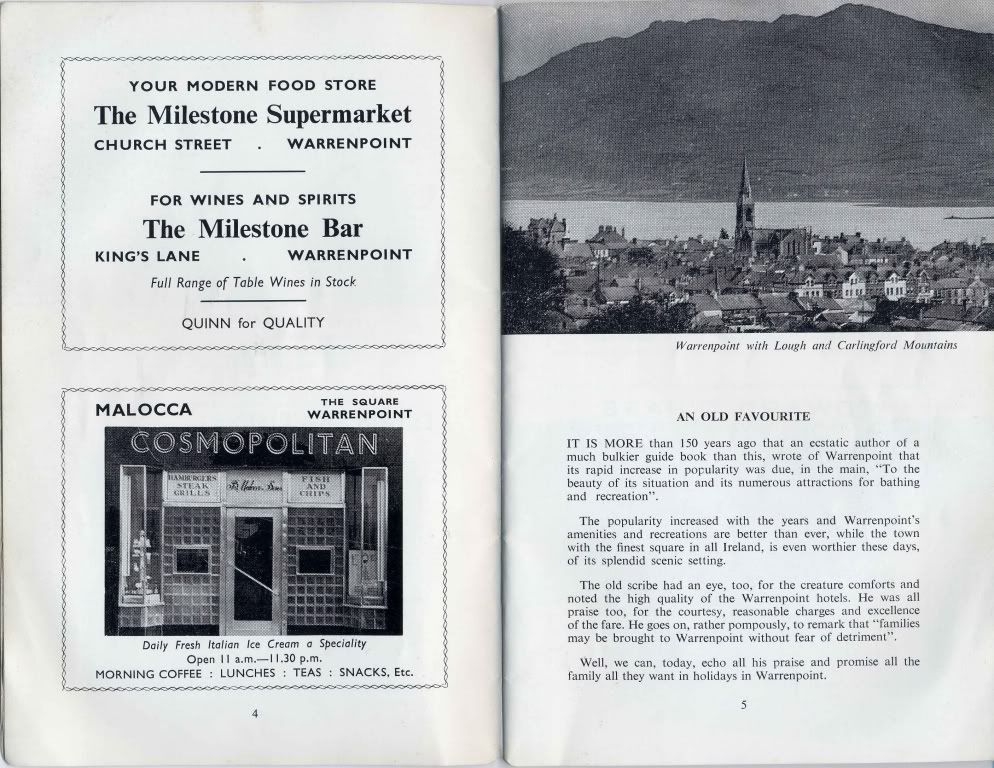 YOUR MODERN FOOD STORE
The Milestone Supermarket
CHURCH STREET . WARRENPOINT
FOR WINES AND SPIRITS
The Milestone Bar
KING'S LANE . WARRENPOINT
Full Range of Table Wines in Stock
QUINN for QUALITY
MALOCCA
THE SQUARE
WARRENPOINT
COSMOPOLITAN
HAMBURGERS
STEAK
GRILLS
FISH
AND
CHIPS
Daily Fresh Italian Ice Cream a Speciality
Open 11 a.m.—11.30 p.m.
MORNING COFFEE : LUNCHES : TEAS : SNACKS, Etc.
4
Warrenpoint with Lough and Carlingford Mountains
AN OLD FAVOURITE
IT IS MORE than 150 years ago that an ecstatic author of a
much bulkier guide book than this, wrote of Warrenpoint that
its rapid increase in popularity was due, in the main, "To the
beauty of its situation and its numerous attractions for bathing
and recreation".
The popularity increased with the years and Warrenpoint's
amenities and recreations are better than ever, while the town
with the finest square in all Ireland, is even worthier these days,
of its splendid scenic setting.
The old scribe had an eye, too, for the creature comforts and
noted the high quality of the Warrenpoint hotels. He was all
praise too, for the courtesy, reasonable charges and excellence
of the fare. He goes on, rather pompously, to remark that "families
may be brought to Warrenpoint without fear of detriment".
Well, we can, today, echo all his praise and promise all the
family all they want in holidays in Warrenpoint.
5